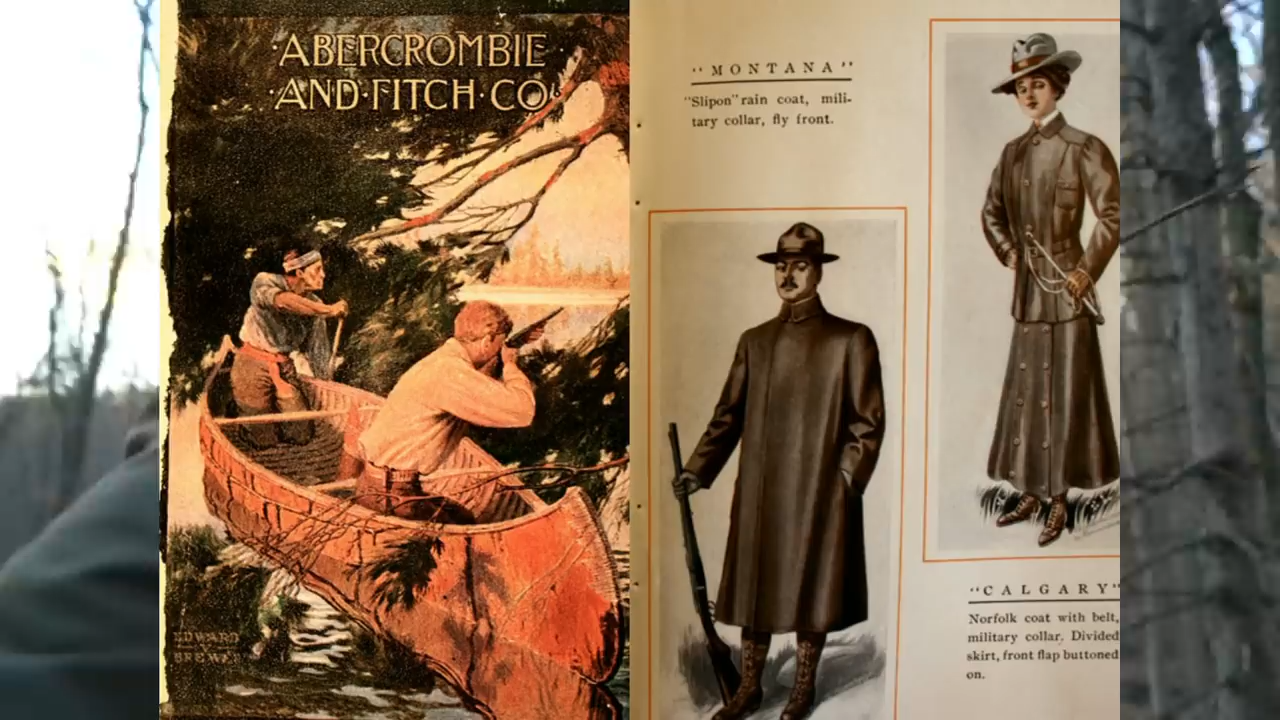 ·ABERCROMBIE·
·AND·FITCH·CO·
EDWARD
BREWER
"MONTANA"
"Slipon" rain coat, mili-
tary collar, fly front.
"CALGARY"
Norfolk coat with belt,
military collar. Divided
skirt, front flap buttoned
on.